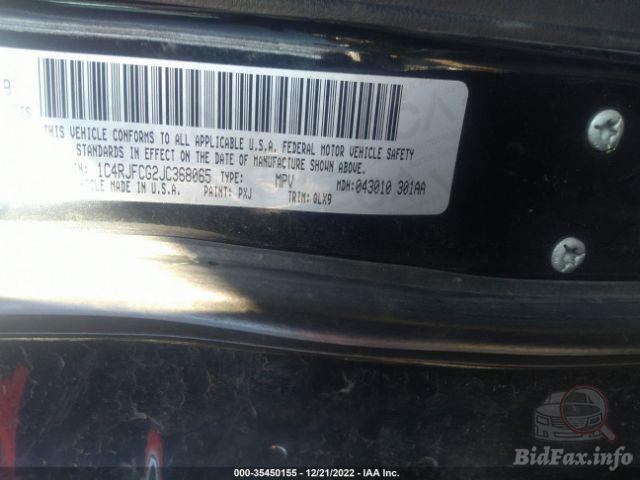 THIS VEHICLE CONFORMS TO ALL APPLICABLE U.S.A. FEDERAL MOTOR VEHICLE SAFETY
STANDARDS IN EFFECT ON THE DATE OF MANUFACTURE SHOWN ABOVE.
1C4RJFCG2JC368065 TYPE: MPV MDH: 043010 301AA
MADE IN U.S.A. PAINT: PXJ TRIM: QLX9
000-35450155 - 12/21/2022 - IAA Inc.
BidFax.info